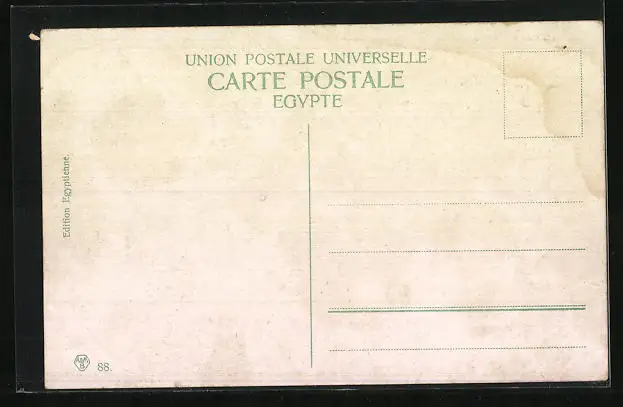 UNION POSTALE UNIVERSELLE
CARTE POSTALE
EGYPTE
Edition Egyptienne.
88.